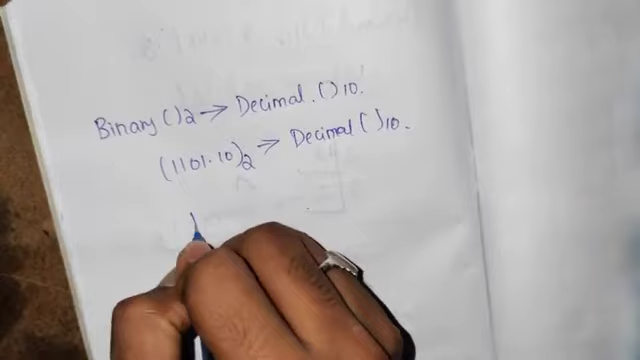 Binary ()2 → Decimal. ()10.
(1101.10)2 → Decimal ()10.